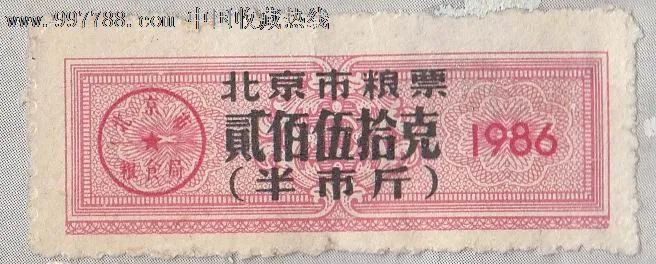 www.997788.com 中国收藏热线
北京市粮票
贰佰伍拾克
(半市斤)
1986
北京市
粮食局